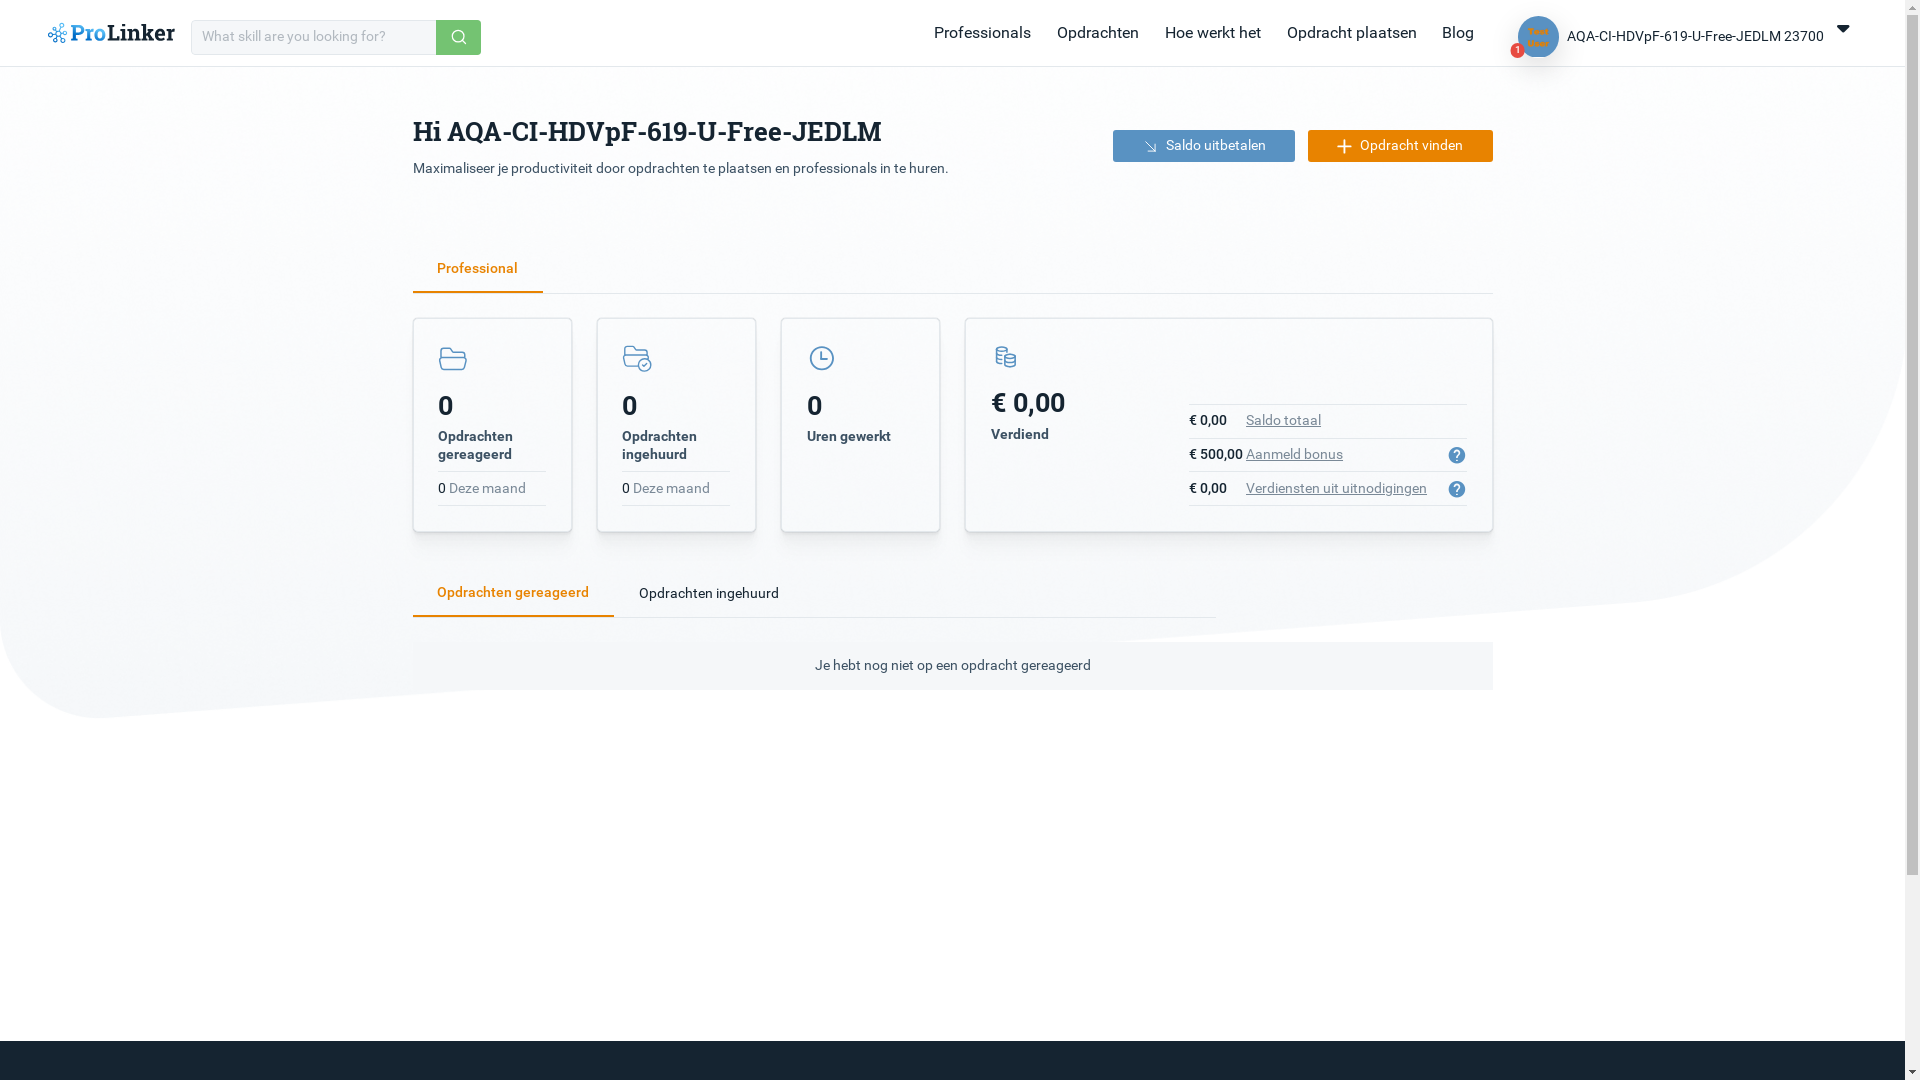 ProLinker
What skill are you looking for?
Professionals
Opdrachten
Hoe werkt het
Opdracht plaatsen
Blog
Test
User
1
AQA-CI-HDVpF-619-U-Free-JEDLM 23700
Hi AQA-CI-HDVpF-619-U-Free-JEDLM
Maximaliseer je productiviteit door opdrachten te plaatsen en professionals in te huren.
Saldo uitbetalen
Opdracht vinden
Professional
0
Opdrachten
gereageerd
0 Deze maand
0
Opdrachten
ingehuurd
0 Deze maand
0
Uren gewerkt
€ 0,00
Verdiend
€ 0,00 Saldo totaal
€ 500,00 Aanmeld bonus
€ 0,00 Verdiensten uit uitnodigingen
Opdrachten gereageerd
Opdrachten ingehuurd
Je hebt nog niet op een opdracht gereageerd